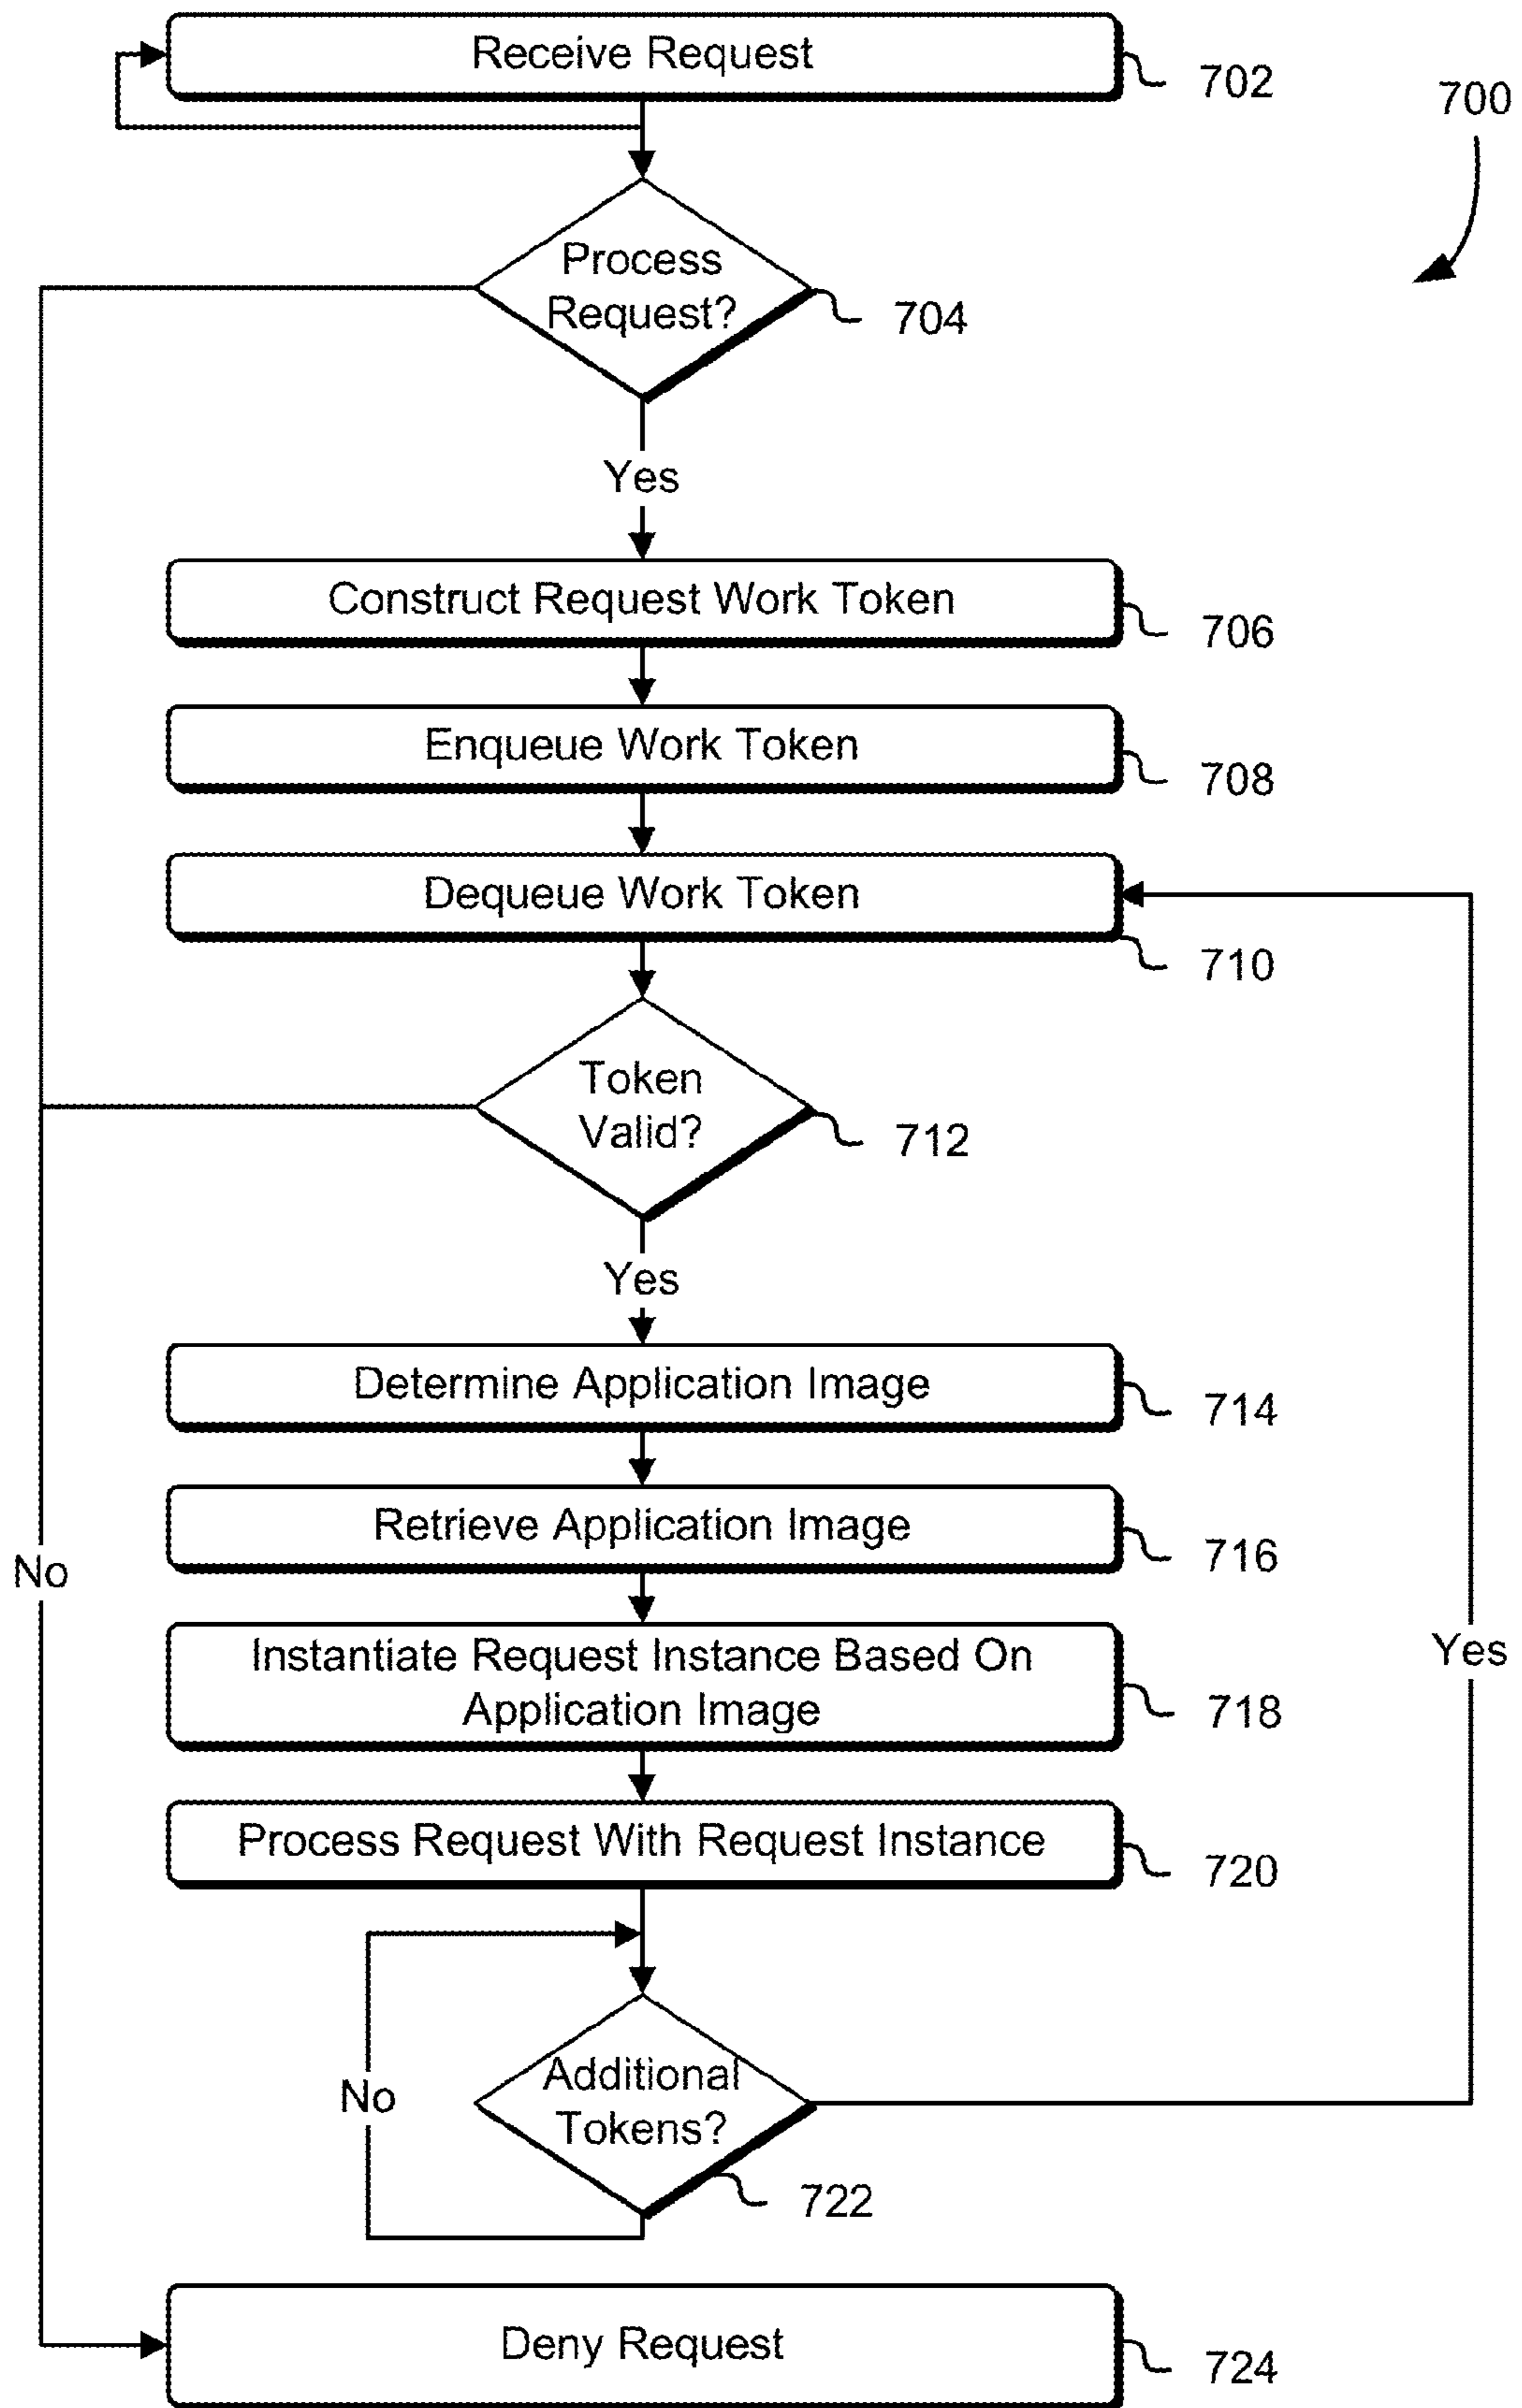 Receive Request
702
700
Process
Request?
704
Yes
Construct Request Work Token
706
Enqueue Work Token
708
Dequeue Work Token
710
Token
Valid?
712
Yes
Determine Application Image
714
Retrieve Application Image
716
No
Instantiate Request Instance Based On
Application Image
718
Yes
Process Request With Request Instance
720
Additional
Tokens?
No
722
Deny Request
724